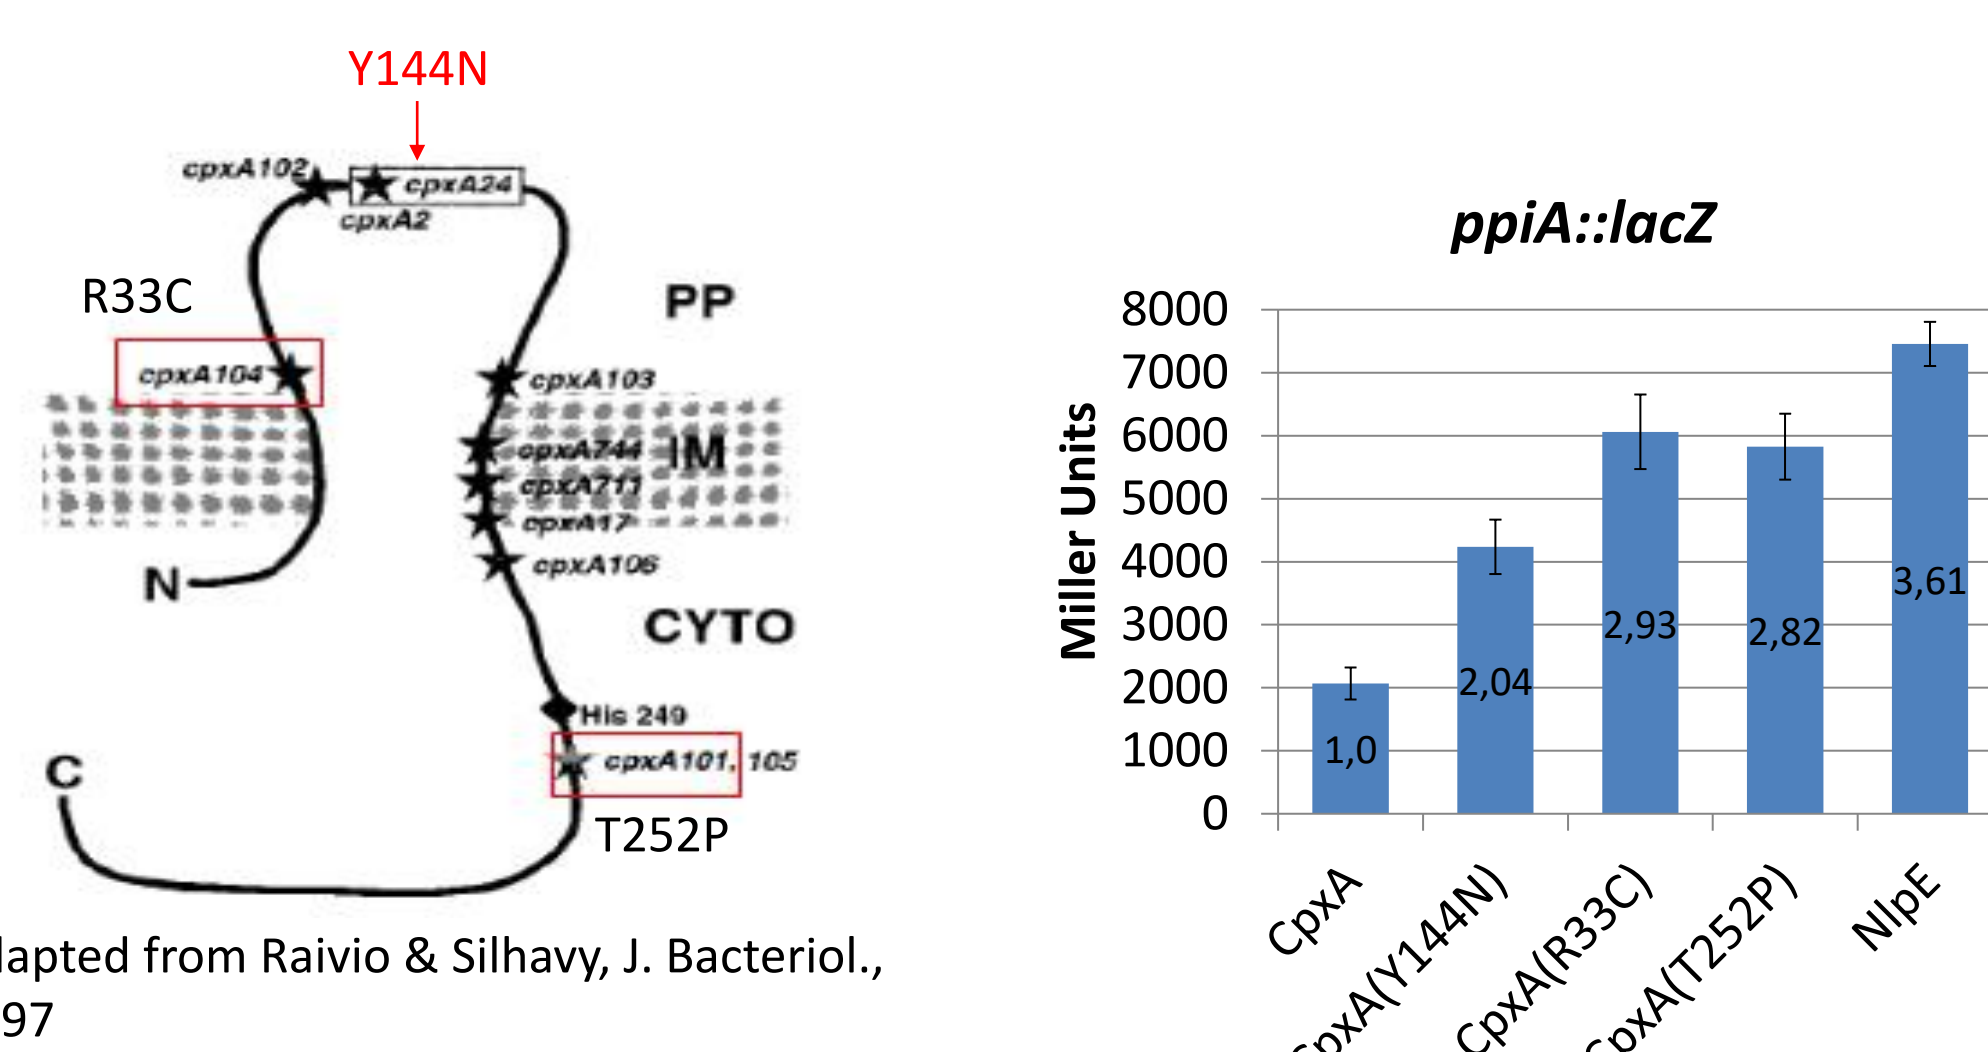 Y144N
cpxA102
cpxA24
cpxA2
R33C
PP
cpxA104
cpxA103
cpxA744
IM
cpxA711
cpxA17
N
cpxA106
CYTO
His 249
C
cpxA101, 105
T252P
dapted from Raivio & Silhavy, J. Bacteriol.,
97
ppiA::lacZ
Miller Units
8000
7000
6000
5000
4000
3000
2000
1000
0
1,0
2,04
2,93
2,82
3,61
CpxA
CpxA(Y144N)
CpxA(R33C)
CpxA(T252P)
NlpE